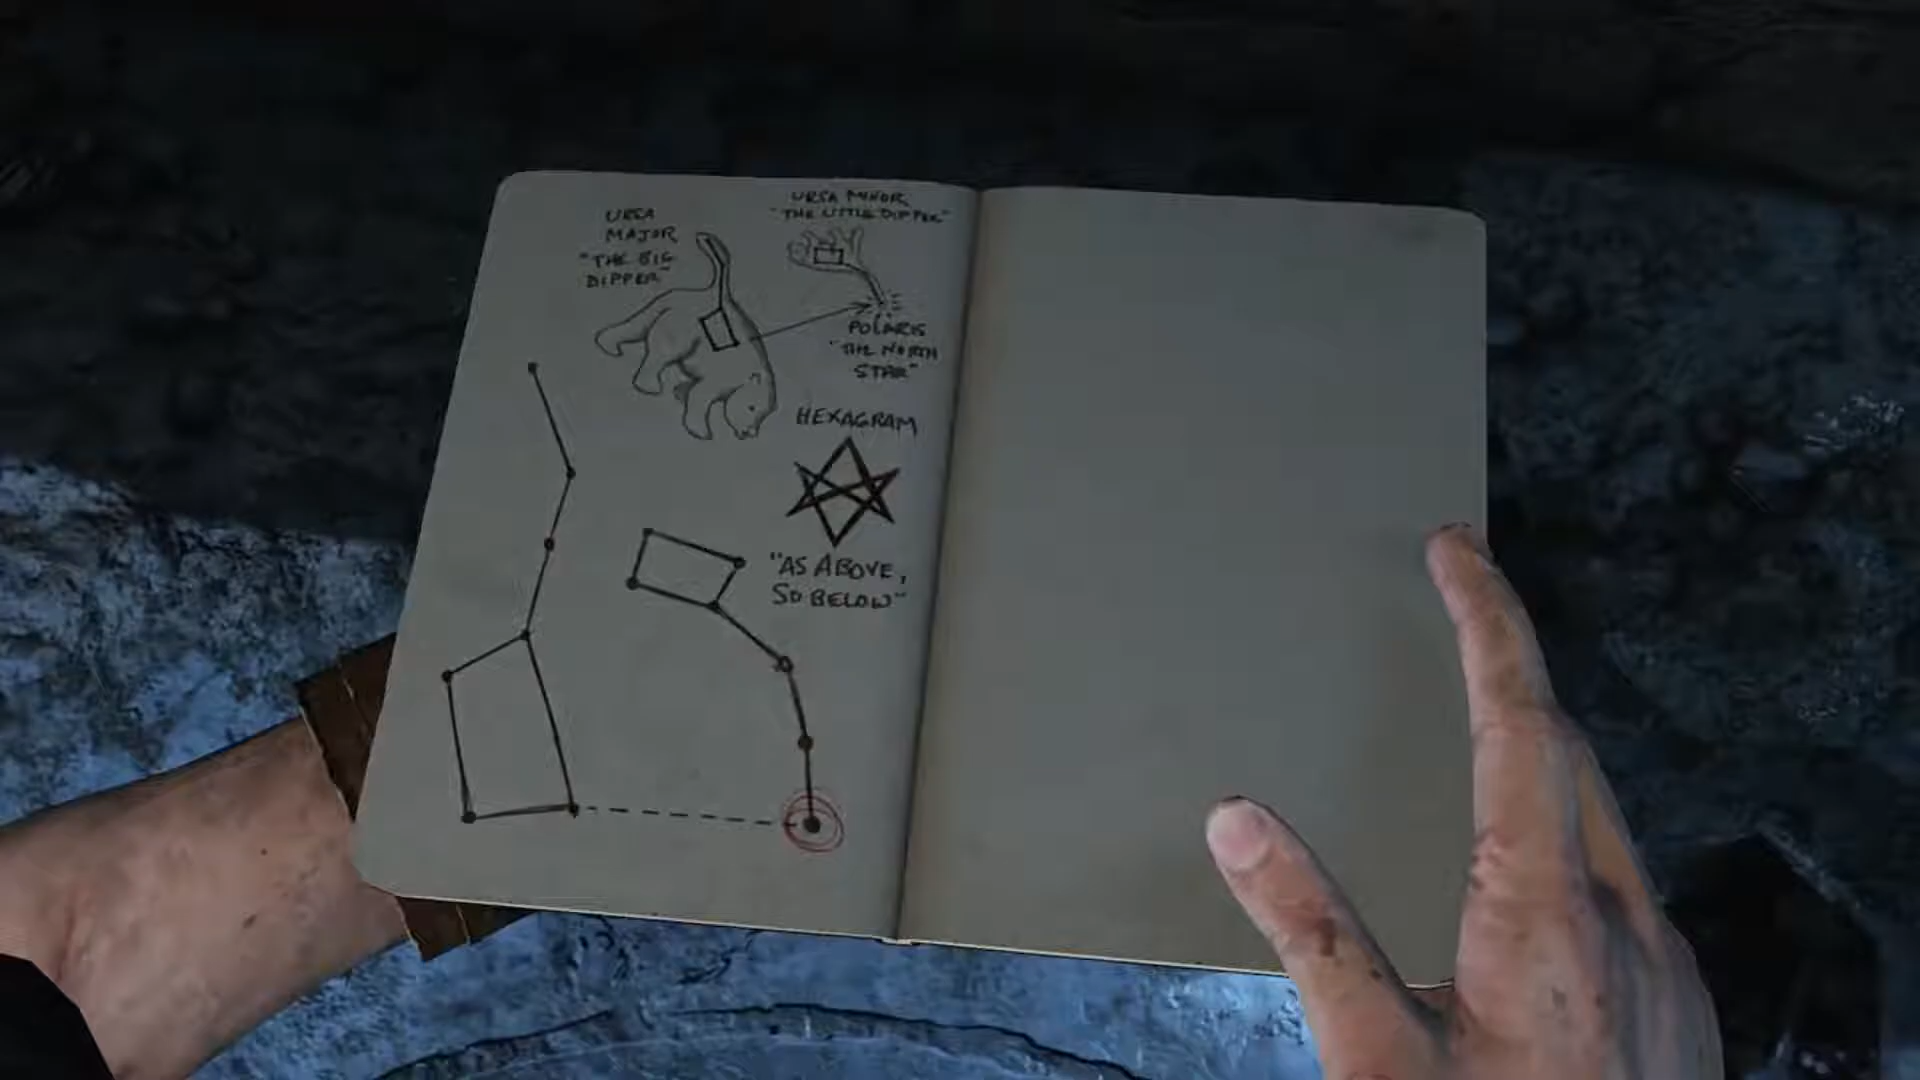 URSA
MAJOR
"THE BIG
DIPPER"
URSA MINOR
"THE LITTLE DIPPER"
POLARIS
"THE NORTH
STAR"
HEXAGRAM
"AS ABOVE,
SO BELOW"